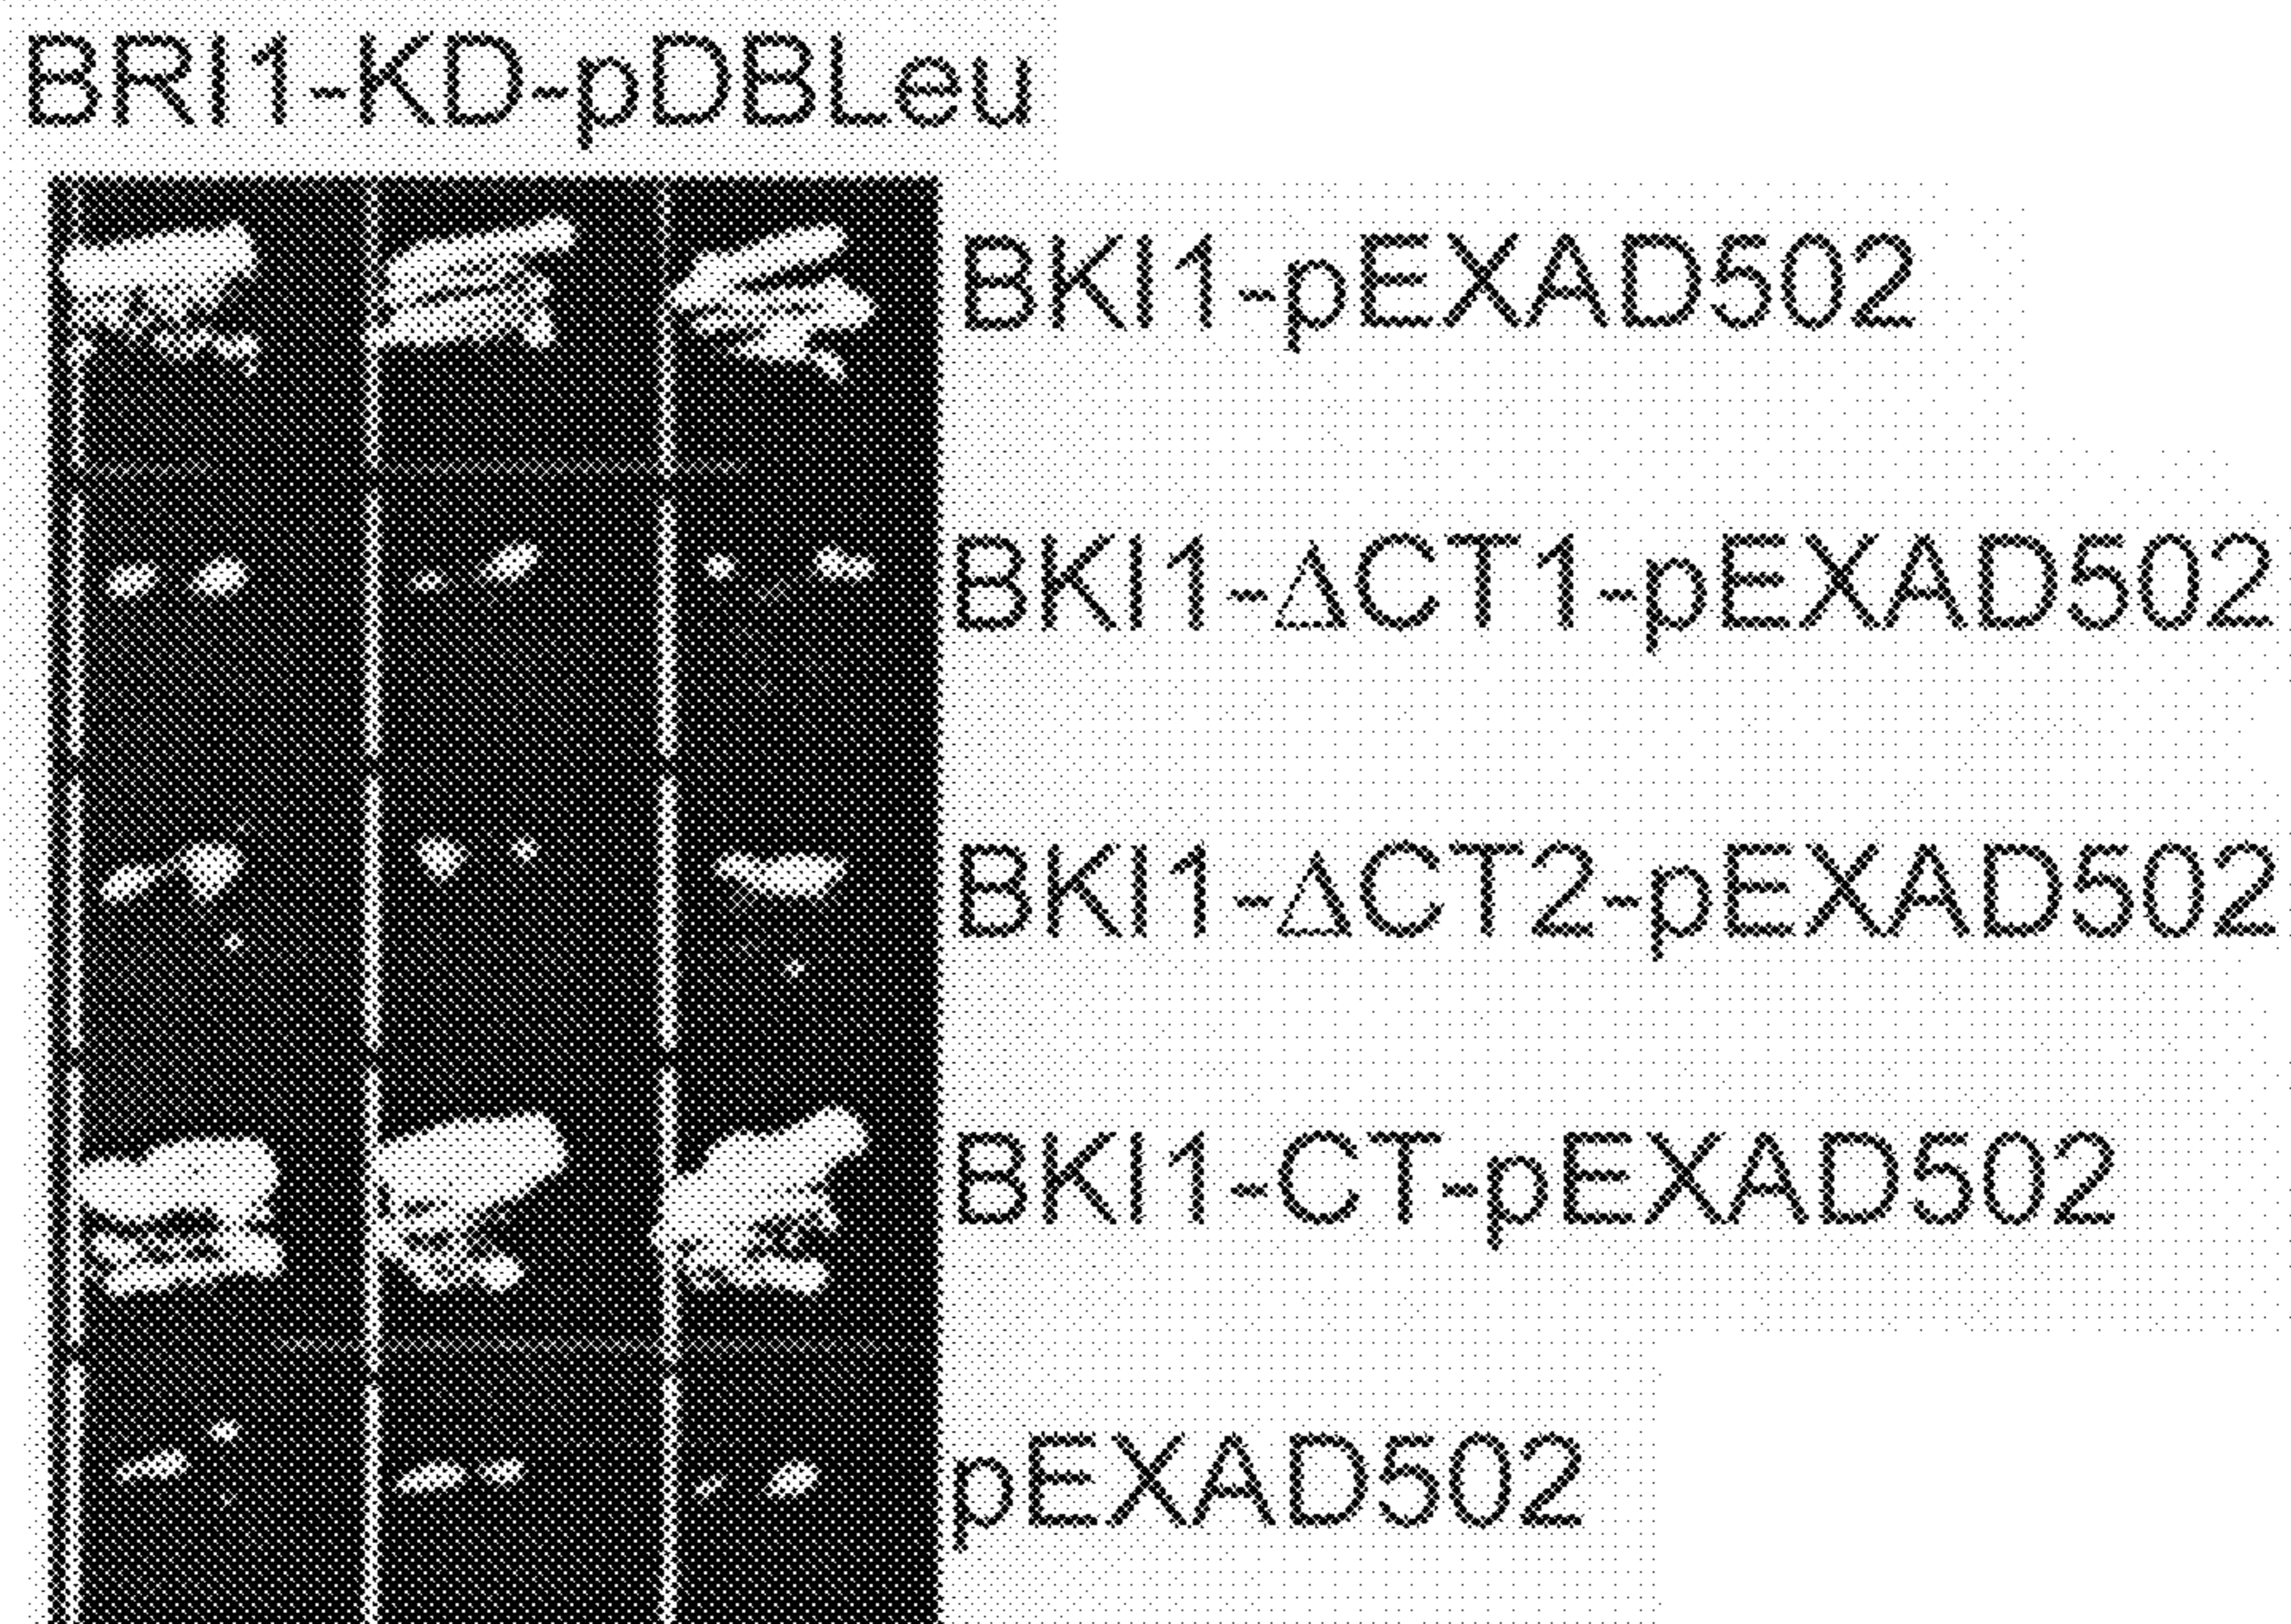 BRI1-KD-pDBLeu
BKI1-pEXAD502
BKI1-ΔCT1-pEXAD502
BKI1-ΔCT2-pEXAD502
BKI1-CT-pEXAD502
pEXAD502